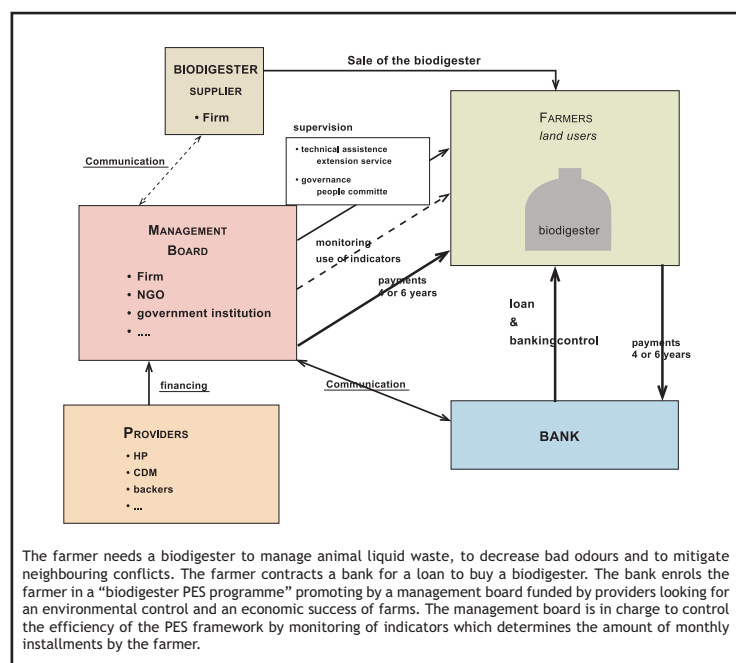 BIODIGESTER
SUPPLIER
• Firm
Sale of the biodigester
FARMERS
land users
biodigester
supervision
• technical assistence
extension service
• governance
people committe
Communication
MANAGEMENT
BOARD
• Firm
• NGO
• government institution
• ....
monitoring
use of indicators
payments
4 or 6 years
loan
&
bankingcontrol
payments
4 or 6 years
financing
Communication
PROVIDERS
• HP
• CDM
• backers
• ...
BANK
The farmer needs a biodigester to manage animal liquid waste, to decrease bad odours and to mitigate
neighbouring conflicts. The farmer contracts a bank for a loan to buy a biodigester. The bank enrols the
farmer in a “biodigester PES programme” promoting by a management board funded by providers looking for
an environmental control and an economic success of farms. The management board is in charge to control
the efficiency of the PES framework by monitoring of indicators which determines the amount of monthly
installments by the farmer.